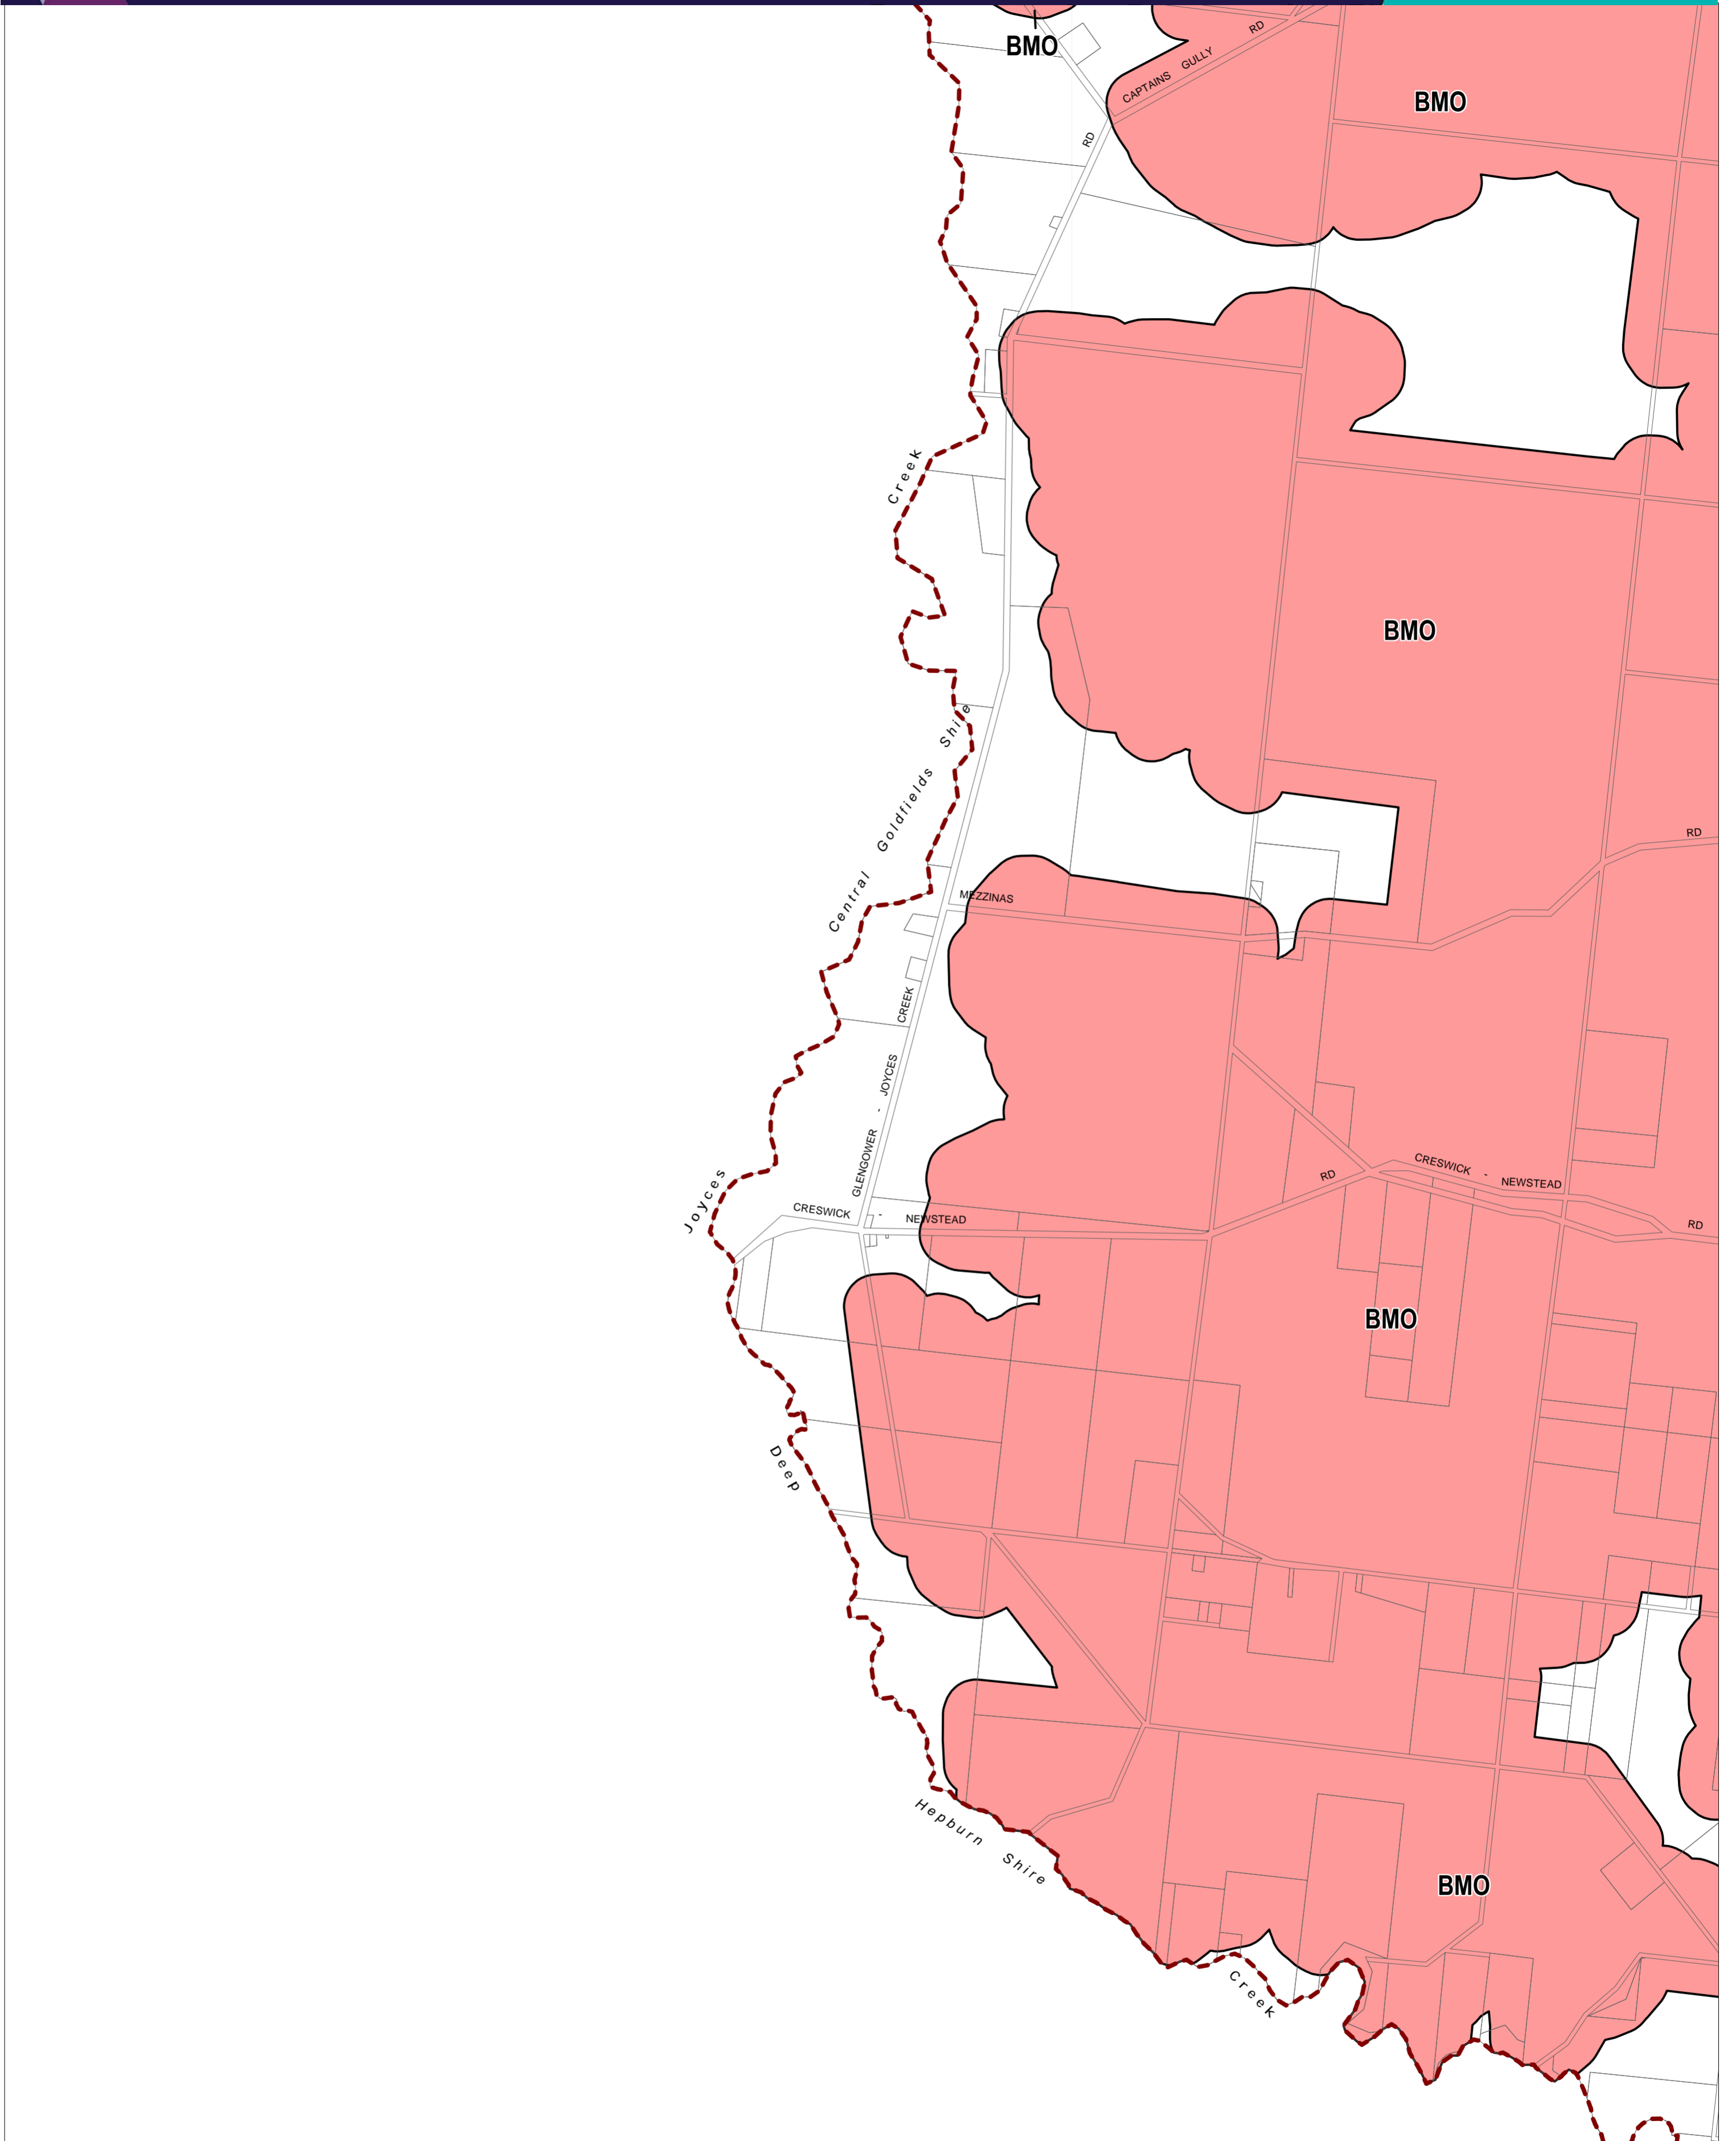 BMO
RD
CAPTAINS GULLY
BMO
RD
Creek
BMO
Central Goldfields Shire
RD
MEZZINAS
GLENGOWER - JOYCES CREEK
Joyces
CRESWICK - NEWSTEAD
RD
CRESWICK - NEWSTEAD
RD
BMO
Deep
Hepburn Shire
BMO
Creek